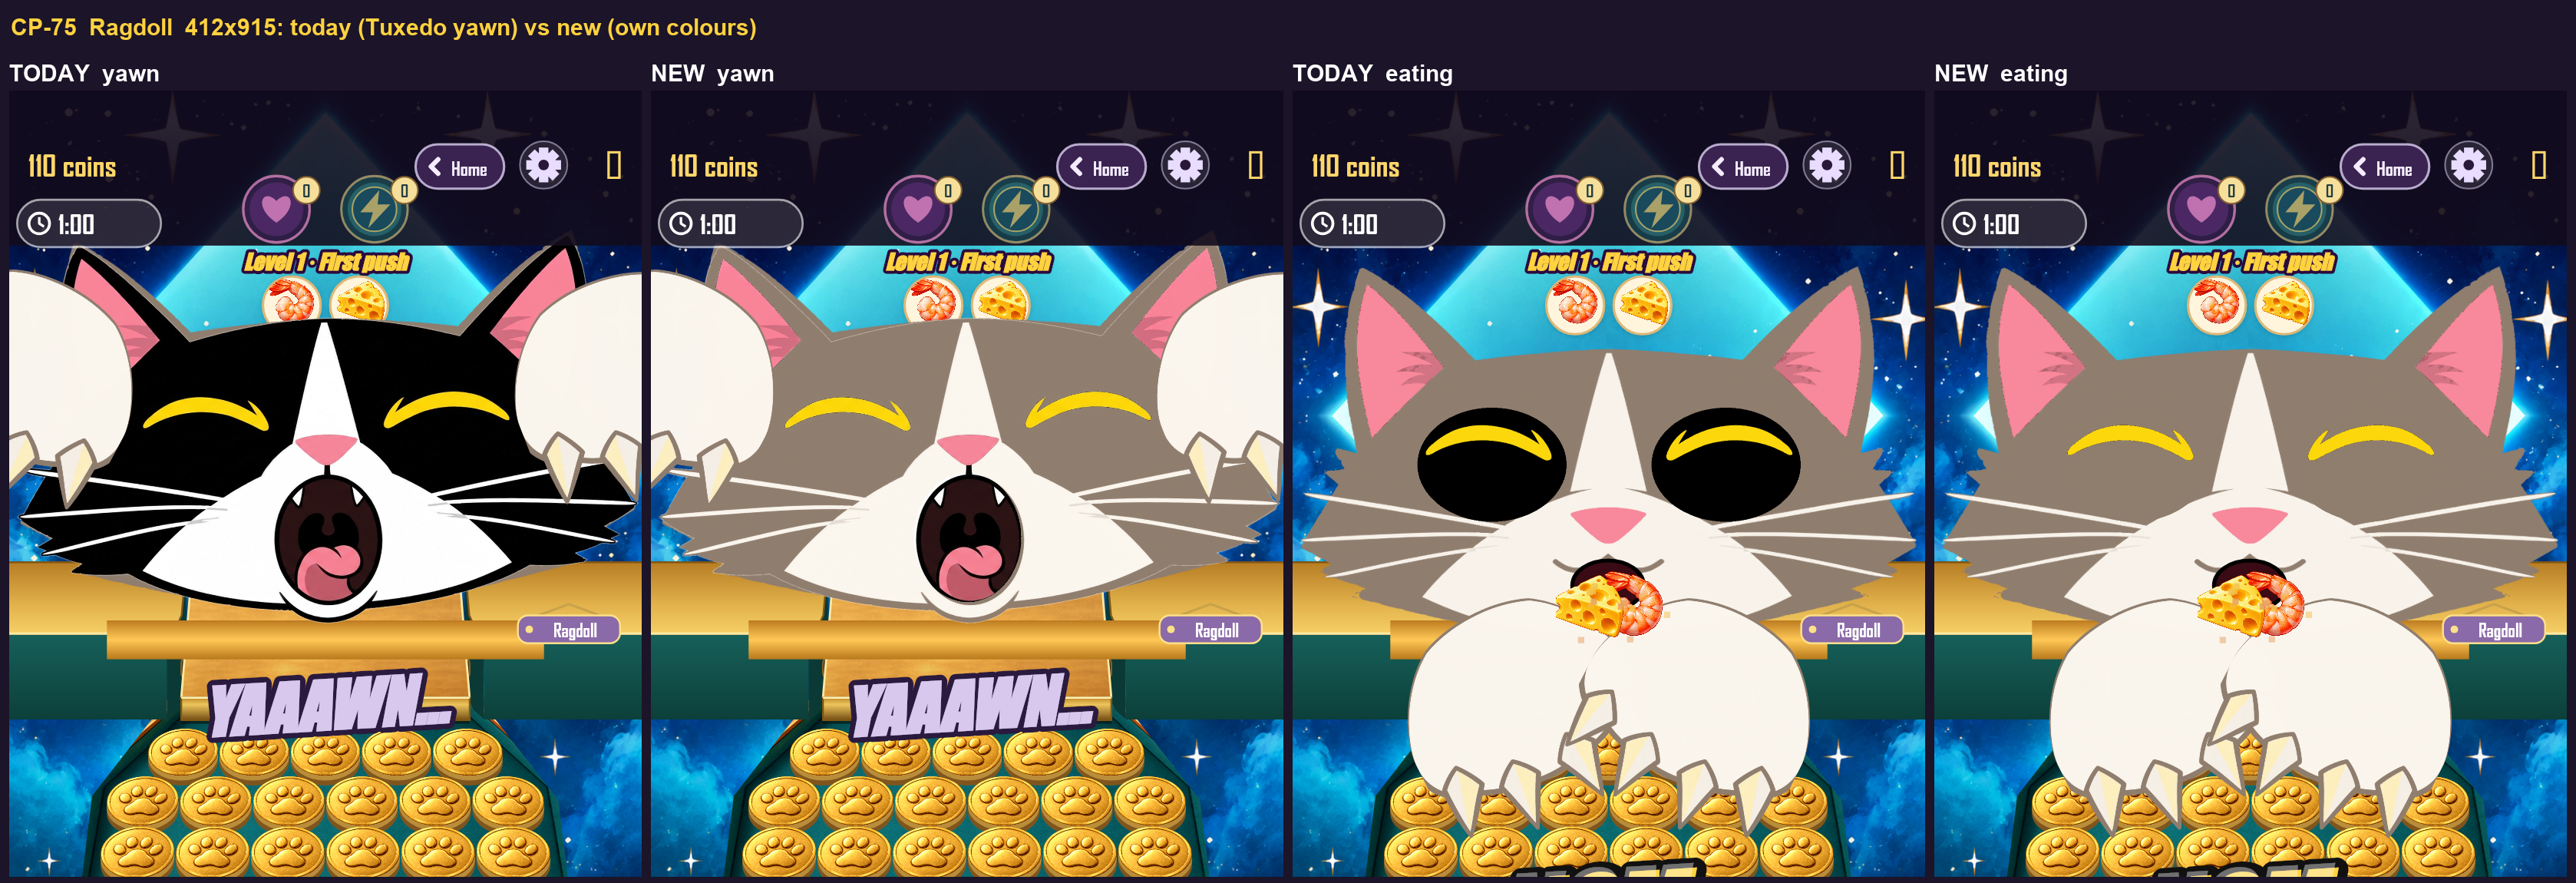 CP-75 Ragdoll 412x915: today (Tuxedo yawn) vs new (own colours)
TODAY yawn
110 coins
Home
0
0
1:00
Level 1 · First push
Ragdoll
YAAAWN...
NEW yawn
110 coins
Home
0
0
1:00
Level 1 · First push
Ragdoll
YAAAWN...
TODAY eating
110 coins
Home
0
0
1:00
Level 1 · First push
Ragdoll
NEW eating
110 coins
Home
0
0
1:00
Level 1 · First push
Ragdoll